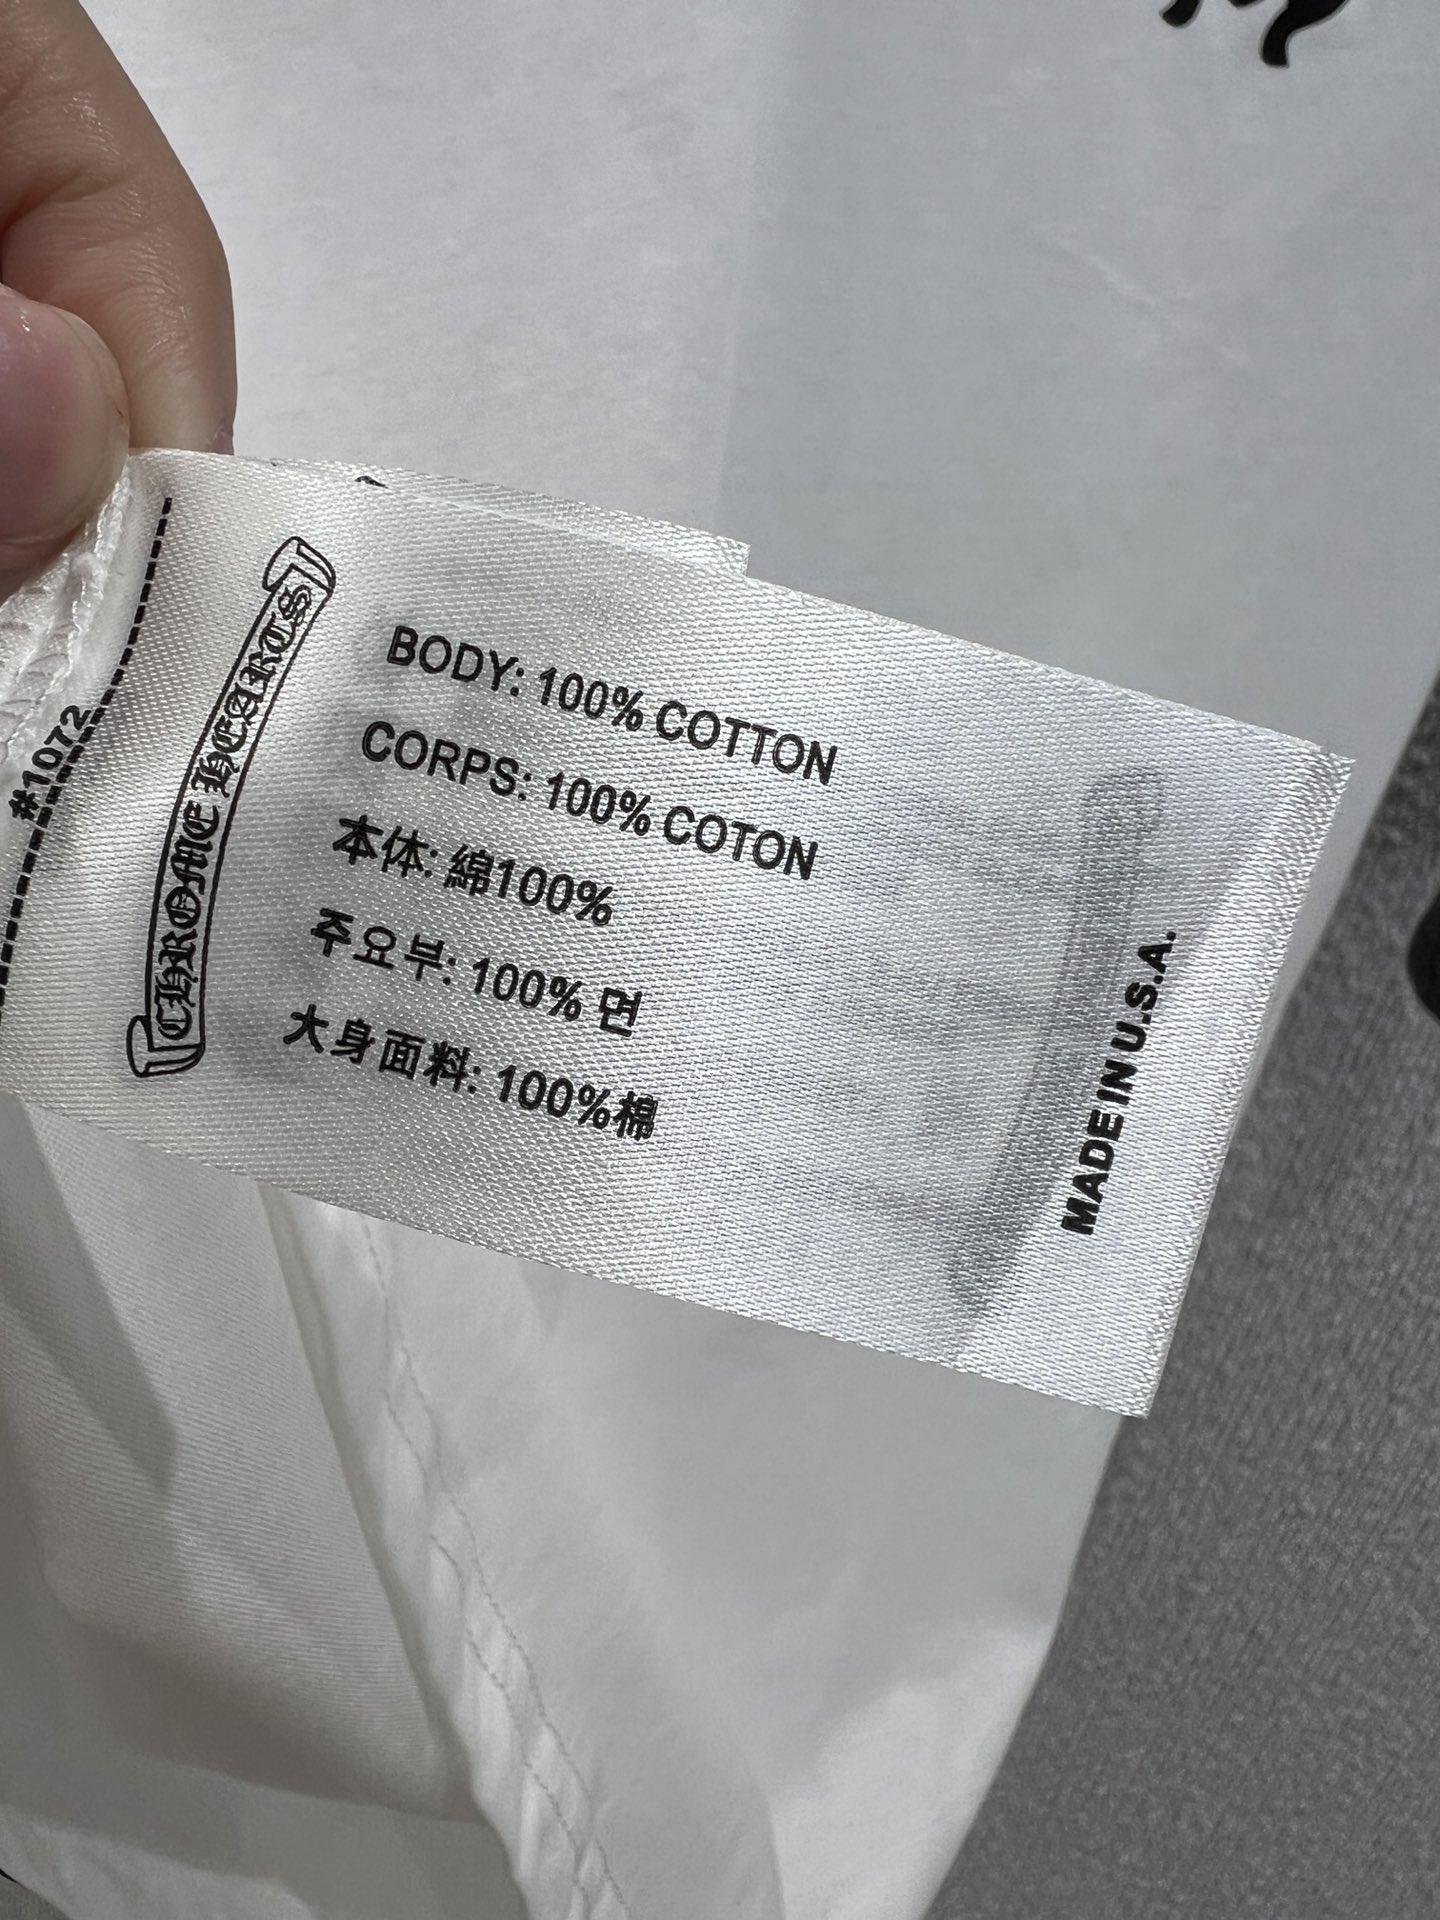 #1072
CHROME HEARTS
BODY: 100% COTTON
CORPS: 100% COTON
本体: 綿100%
주요부: 100% 면
大身面料: 100%棉
MADE IN U.S.A.